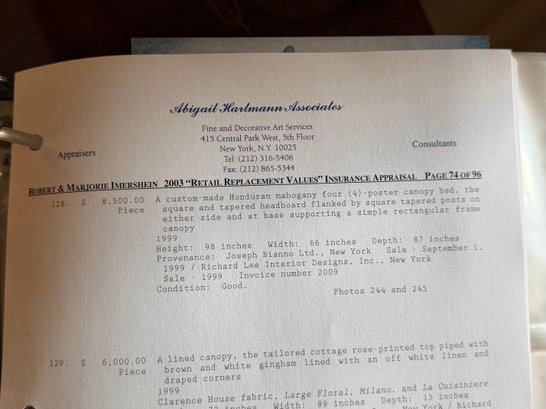 Abigail Hartmann Associates
Fine and Decorative Art Services
415 Central Park West, 5th Floor
New York, N.Y. 10025
Tel: (212) 316-5406
Fax: (212) 865-5344
Appraisers
Consultants
ROBERT & MARJORIE IMERSHEIN 2003 "RETAIL REPLACEMENT VALUES" INSURANCE APPRAISAL PAGE 74 OF 96
128. $ 8,500.00 A custom-made Honduran mahogany four (4)-poster canopy bed, the
Piece square and tapered headboard flanked by square tapered posts on
either side and at base supporting a simple rectangular frame
canopy
1999
Height: 98 inches Width: 66 inches Depth: 87 inches
Provenance: Joseph Bianno Ltd., New York Sale - September 1,
1999 / Richard Lee Interior Designs, Inc., New York
Sale - 1999 Invoice number 2009
Condition: Good. Photos 244 and 245
129. $ 6,000.00 A lined canopy, the tailored cottage rose-printed top piped with
Piece brown and white gingham lined with an off white linen and
draped corners
1999
Clarence House fabric, Large Floral, Milano, and La Cuisiniere
inches Width: 89 inches Depth: 13 inches
New York / Richard